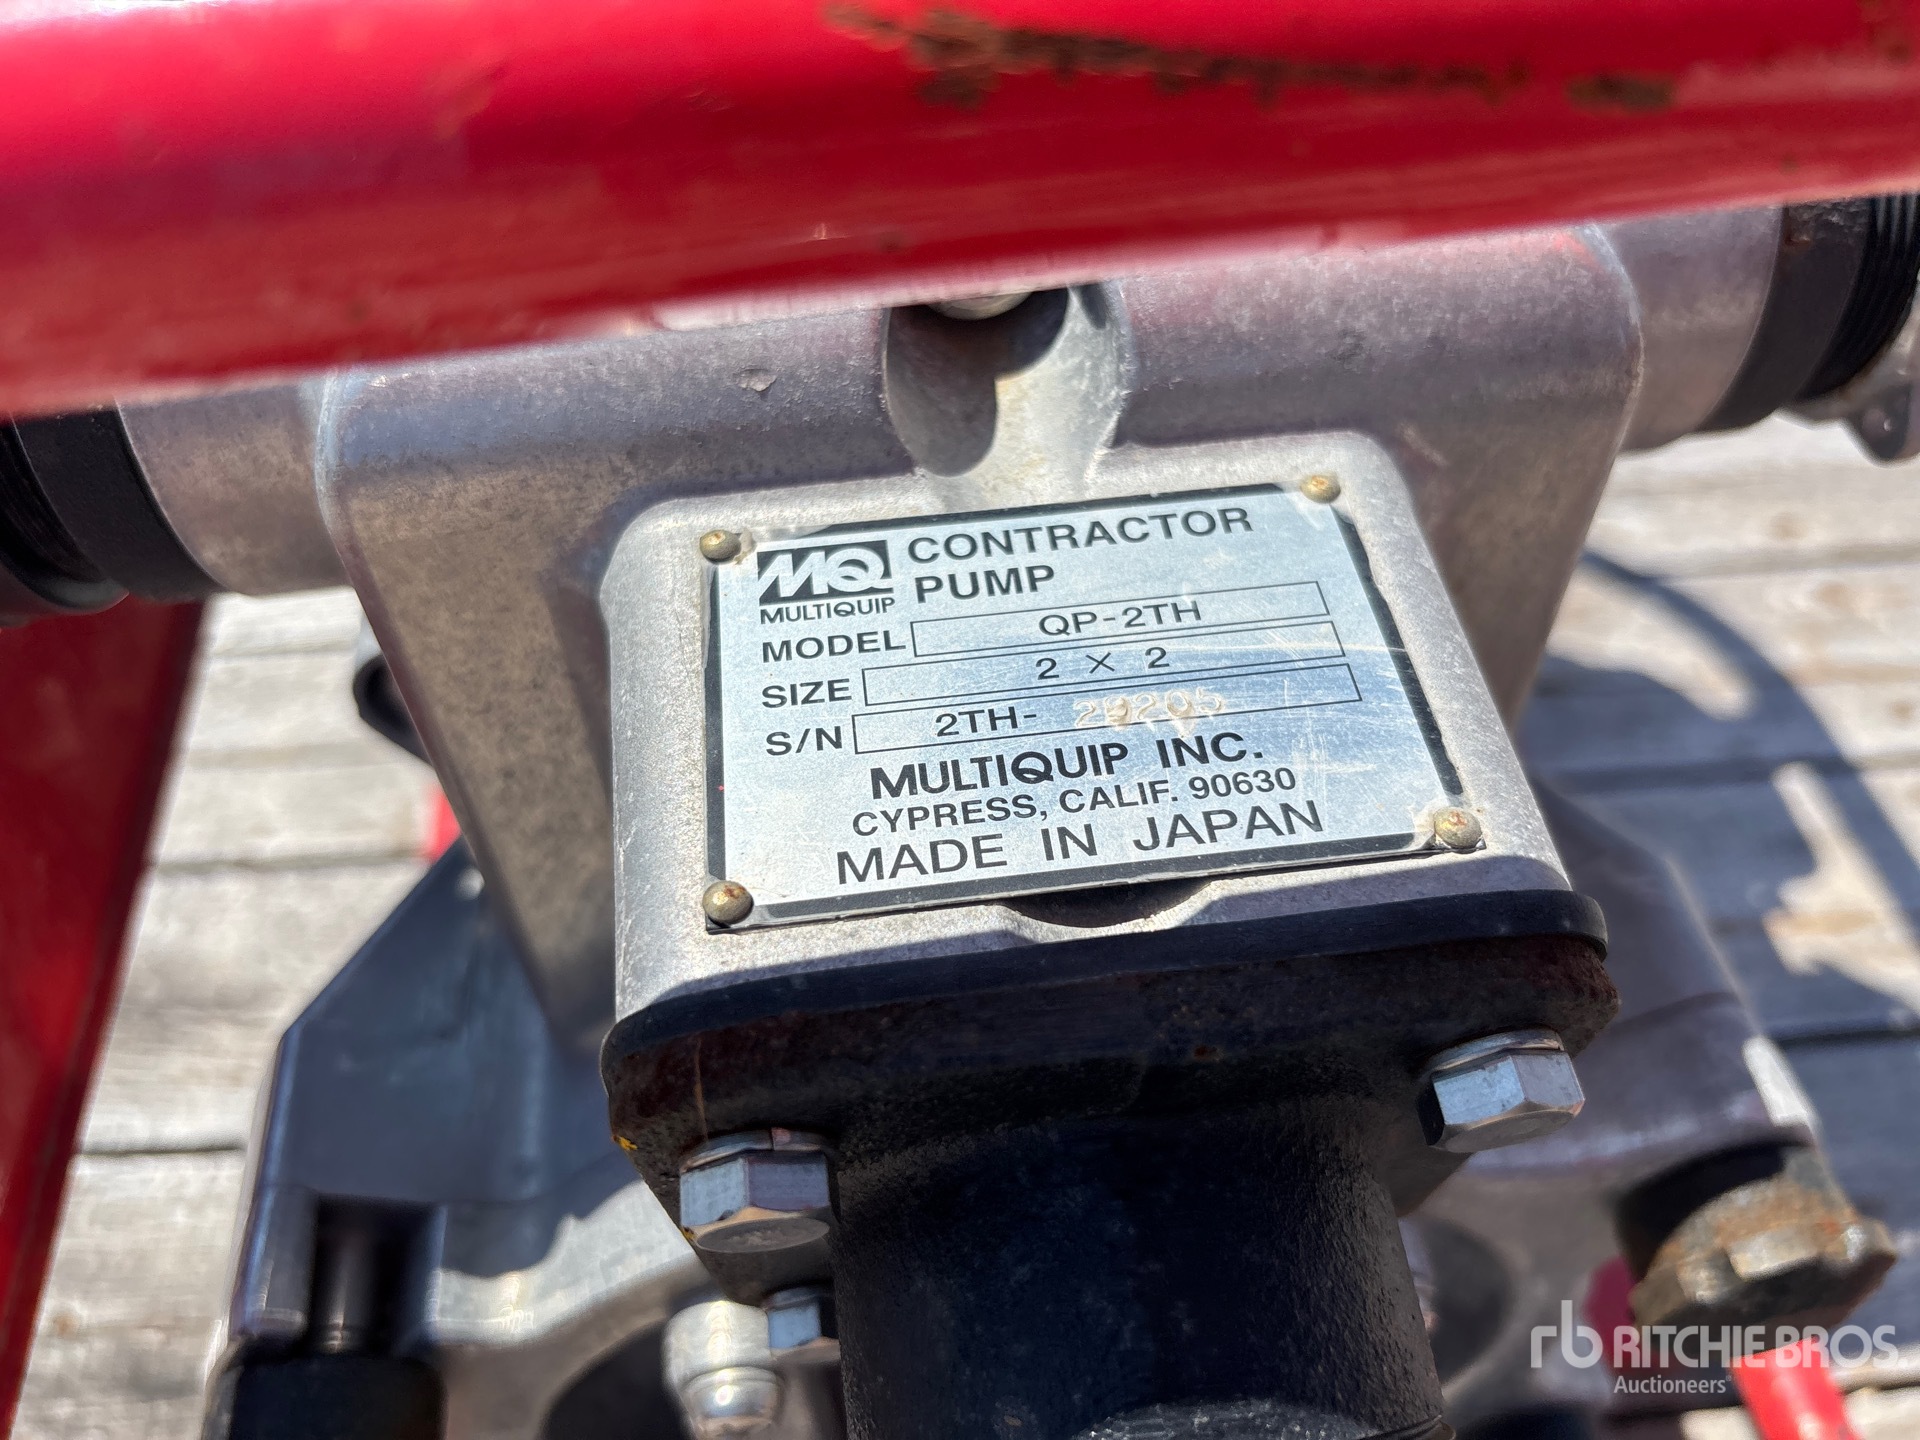 MQ CONTRACTOR
MULTIQUIP PUMP
MODEL QP-2TH
SIZE 2 × 2
S/N 2TH- 29205
MULTIQUIP INC.
CYPRESS, CALIF. 90630
MADE IN JAPAN
rb RITCHIE BROS.
Auctioneers